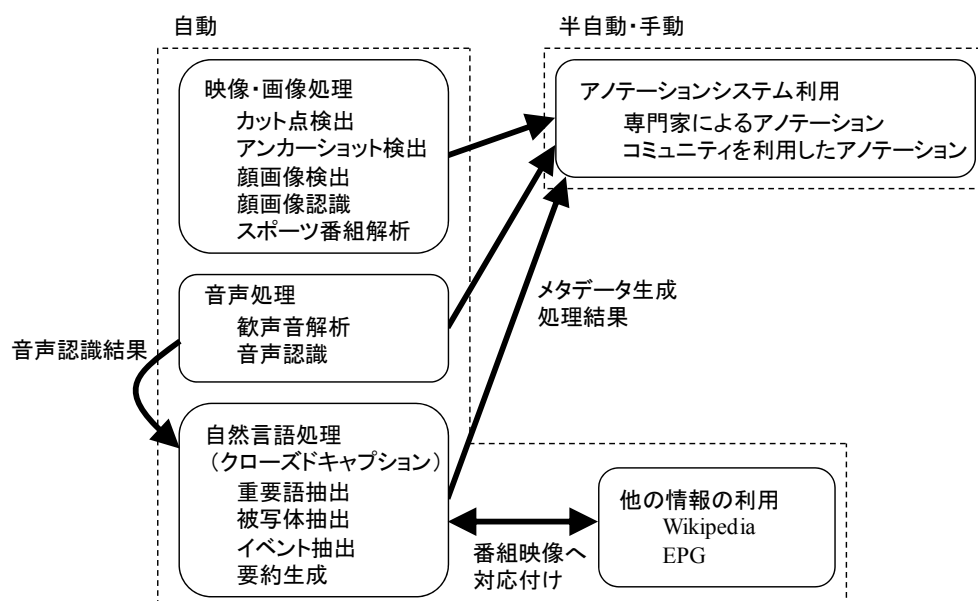 自動
映像・画像処理
カット点検出
アンカーショット検出
顔画像検出
顔画像認識
スポーツ番組解析
音声処理
歓声音解析
音声認識
音声認識結果
自然言語処理
（クローズドキャプション）
重要語抽出
被写体抽出
イベント抽出
要約生成
半自動・手動
アノテーションシステム利用
専門家によるアノテーション
コミュニティを利用したアノテーション
メタデータ生成
処理結果
番組映像へ
対応付け
他の情報の利用
Wikipedia
EPG